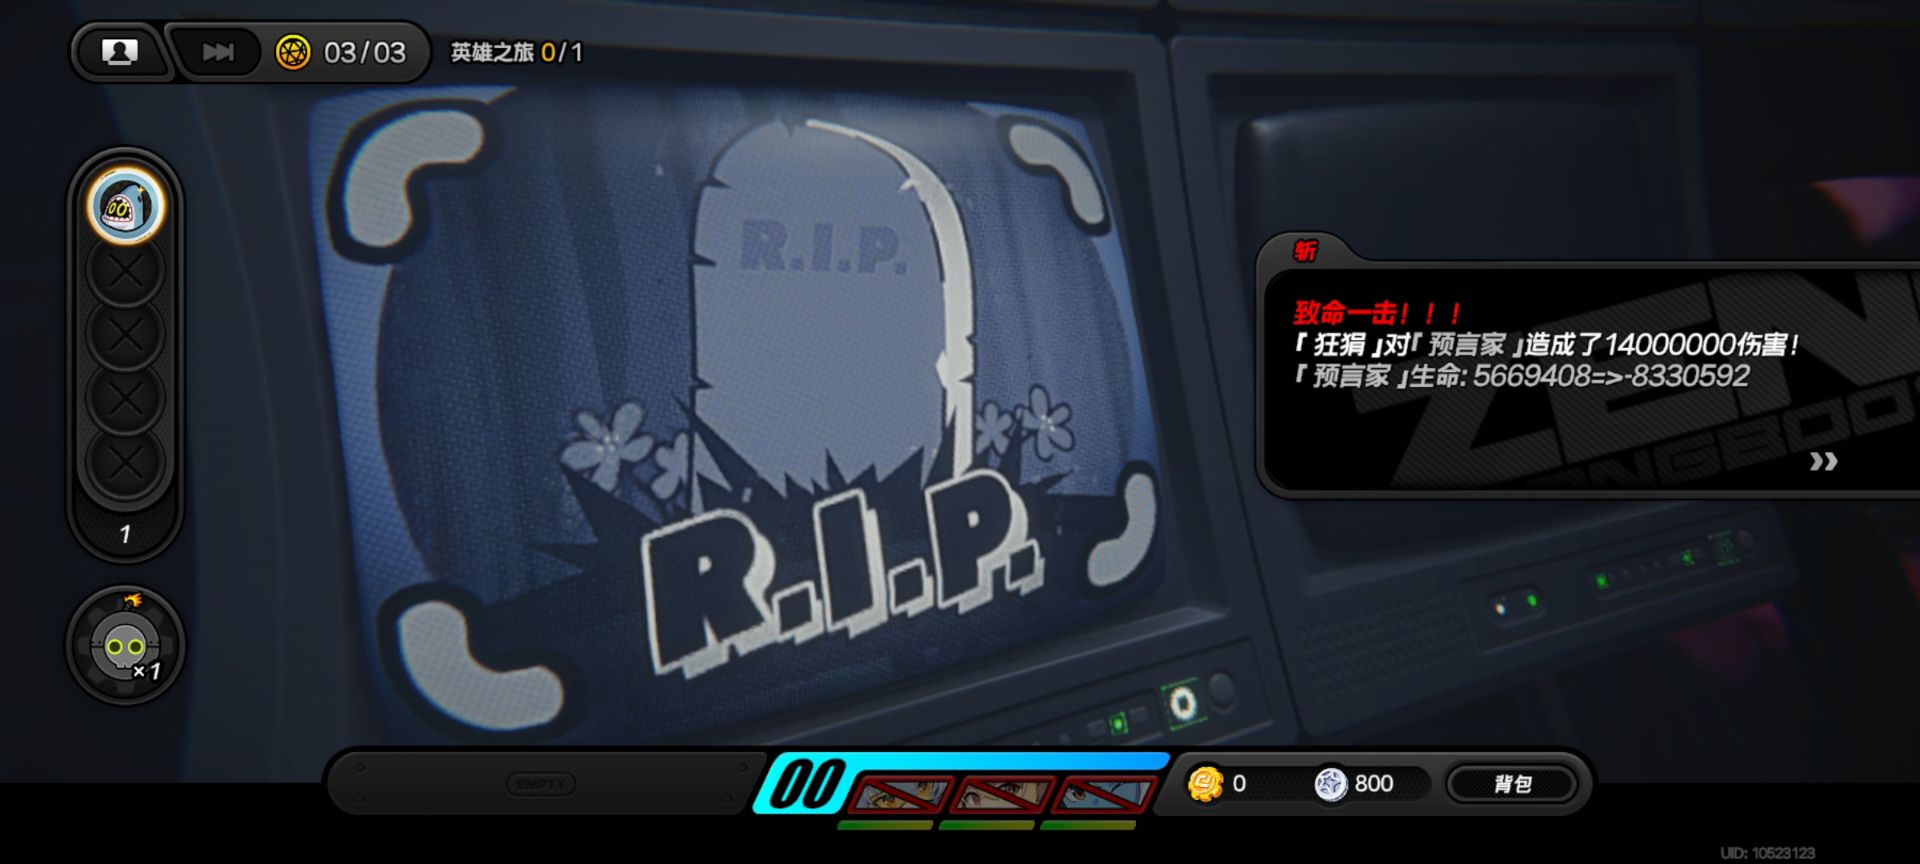 03/03
英雄之旅 0/1
R.I.P.
斩
致命一击！！！
「 狂狷 」对「 预言家 」造成了14000000伤害！
「 预言家 」生命: 5669408=>-8330592
1
×1
R.I.P.
EMPTY
00
0
800
背包
UID: 10523123